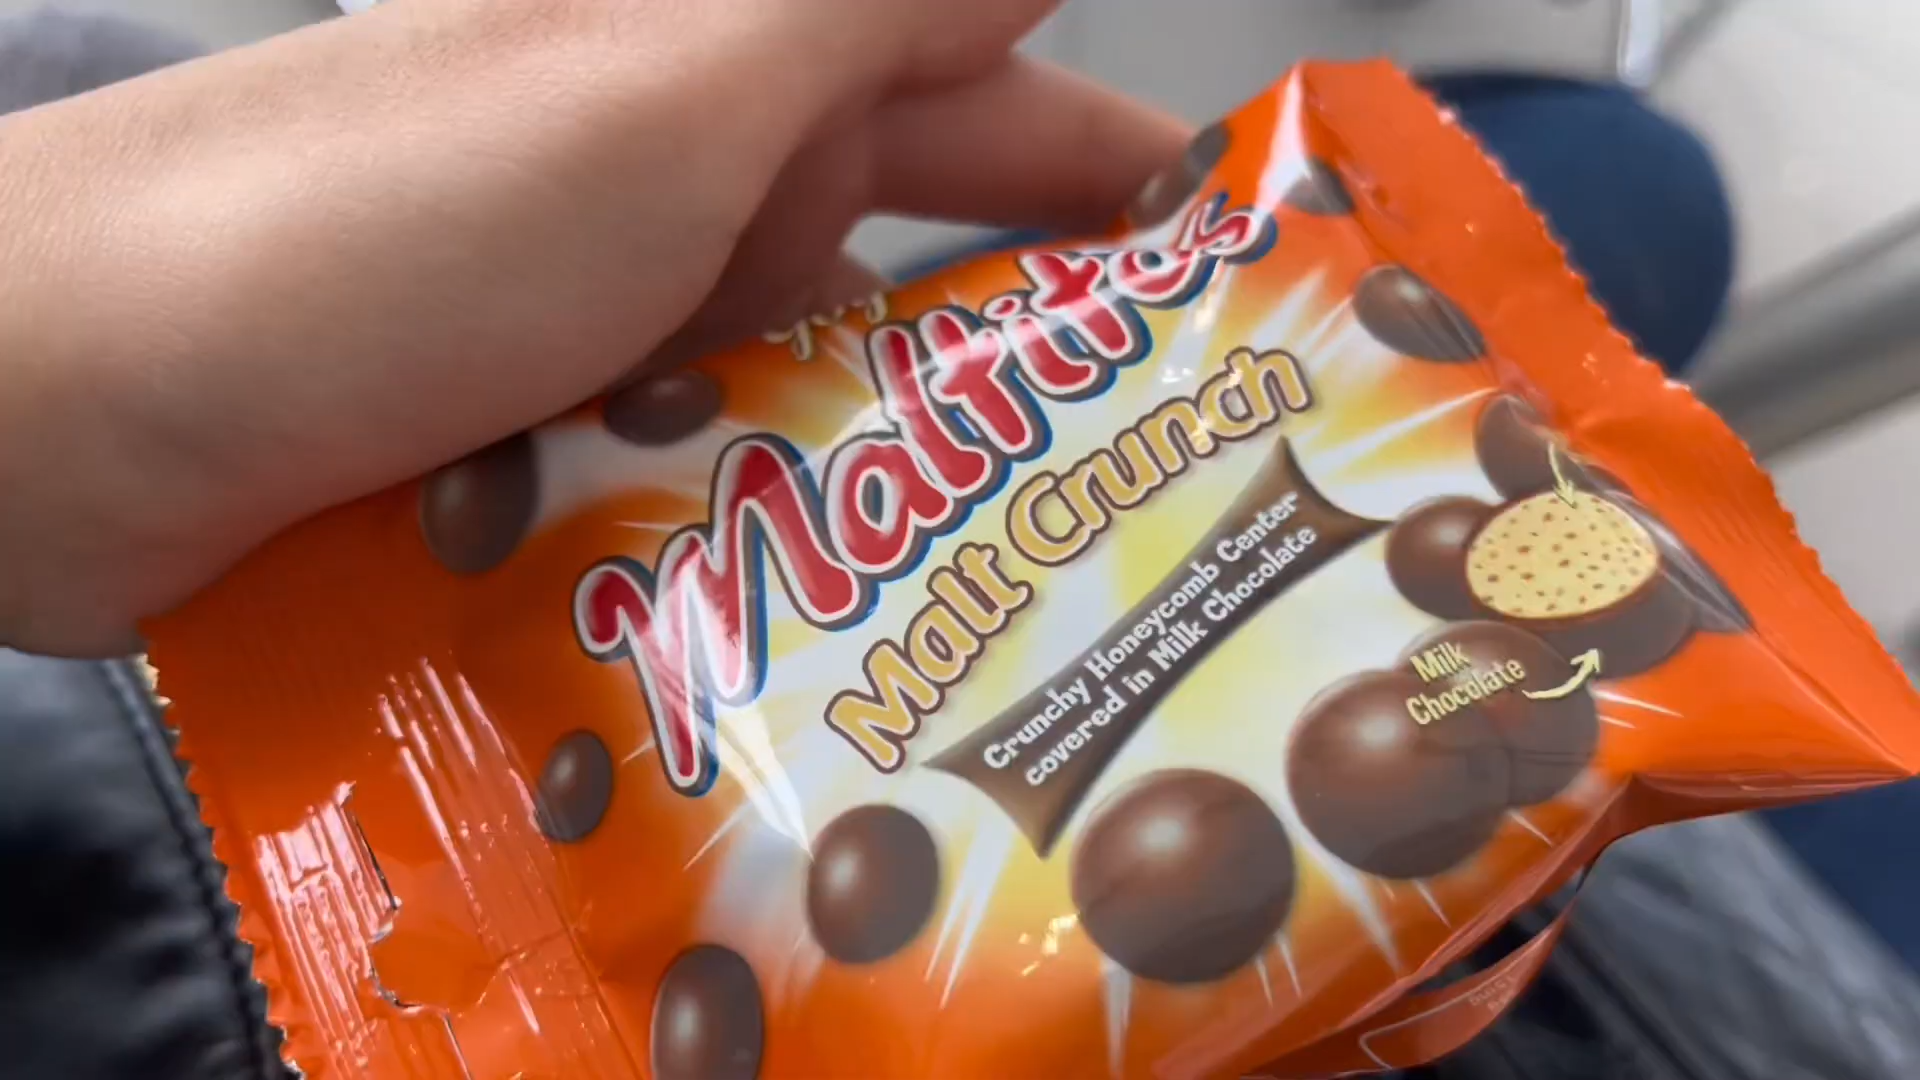 Maltites
Malt Crunch
Crunchy Honeycomb Center
covered in Milk Chocolate
Milk
Chocolate